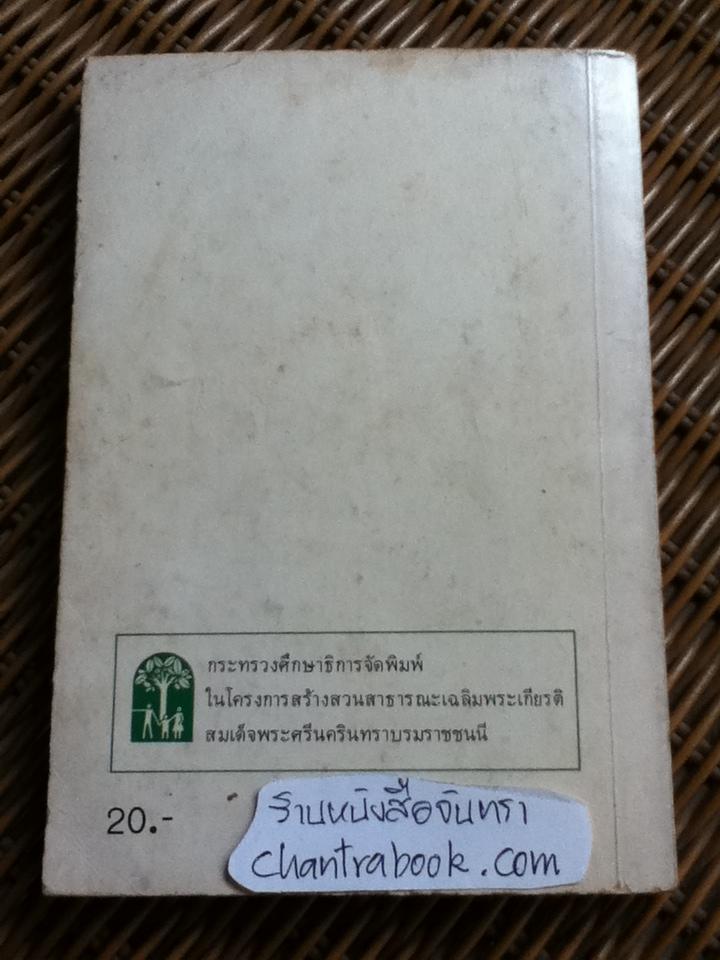 กระทรวงศึกษาธิการจัดพิมพ์
ในโครงการสร้างสวนสาธารณะเฉลิมพระเกียรติ
สมเด็จพระศรีนครินทราบรมราชชนนี
20.-
ร้านหนังสือจันทรา
chantrabook.com